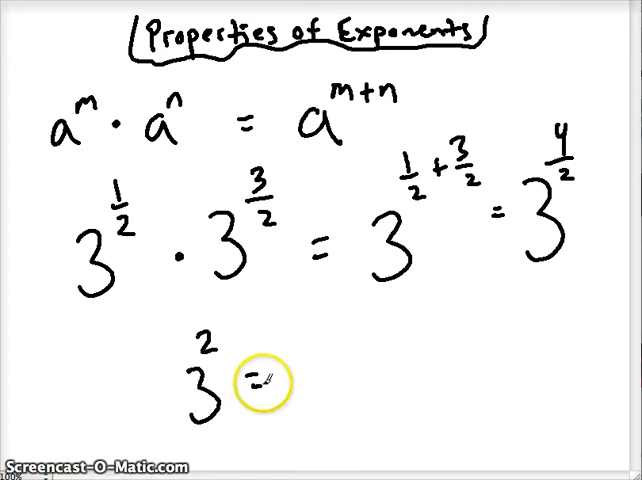 Properties of Exponents
a^m · a^n = a^(m+n)
3^(1/2) · 3^(3/2) = 3^(1/2 + 3/2) = 3^(4/2)
3^2 =
Screencast-O-Matic.com
100%